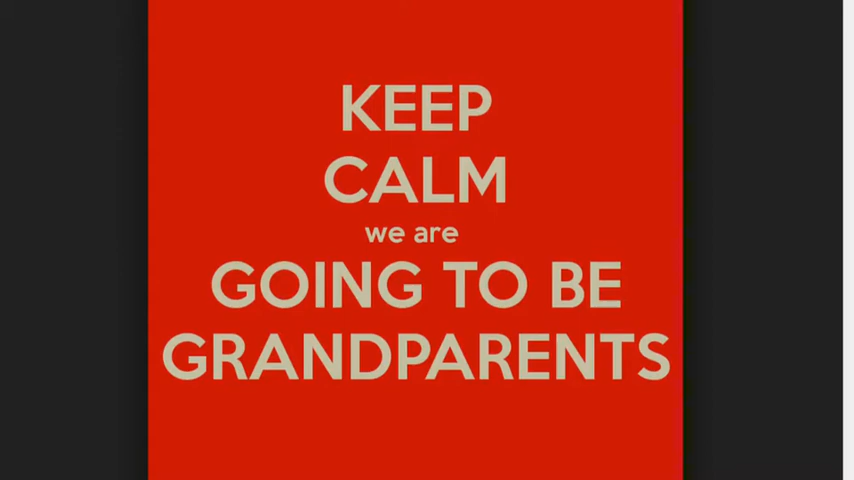 KEEP
CALM
we are
GOING TO BE
GRANDPARENTS